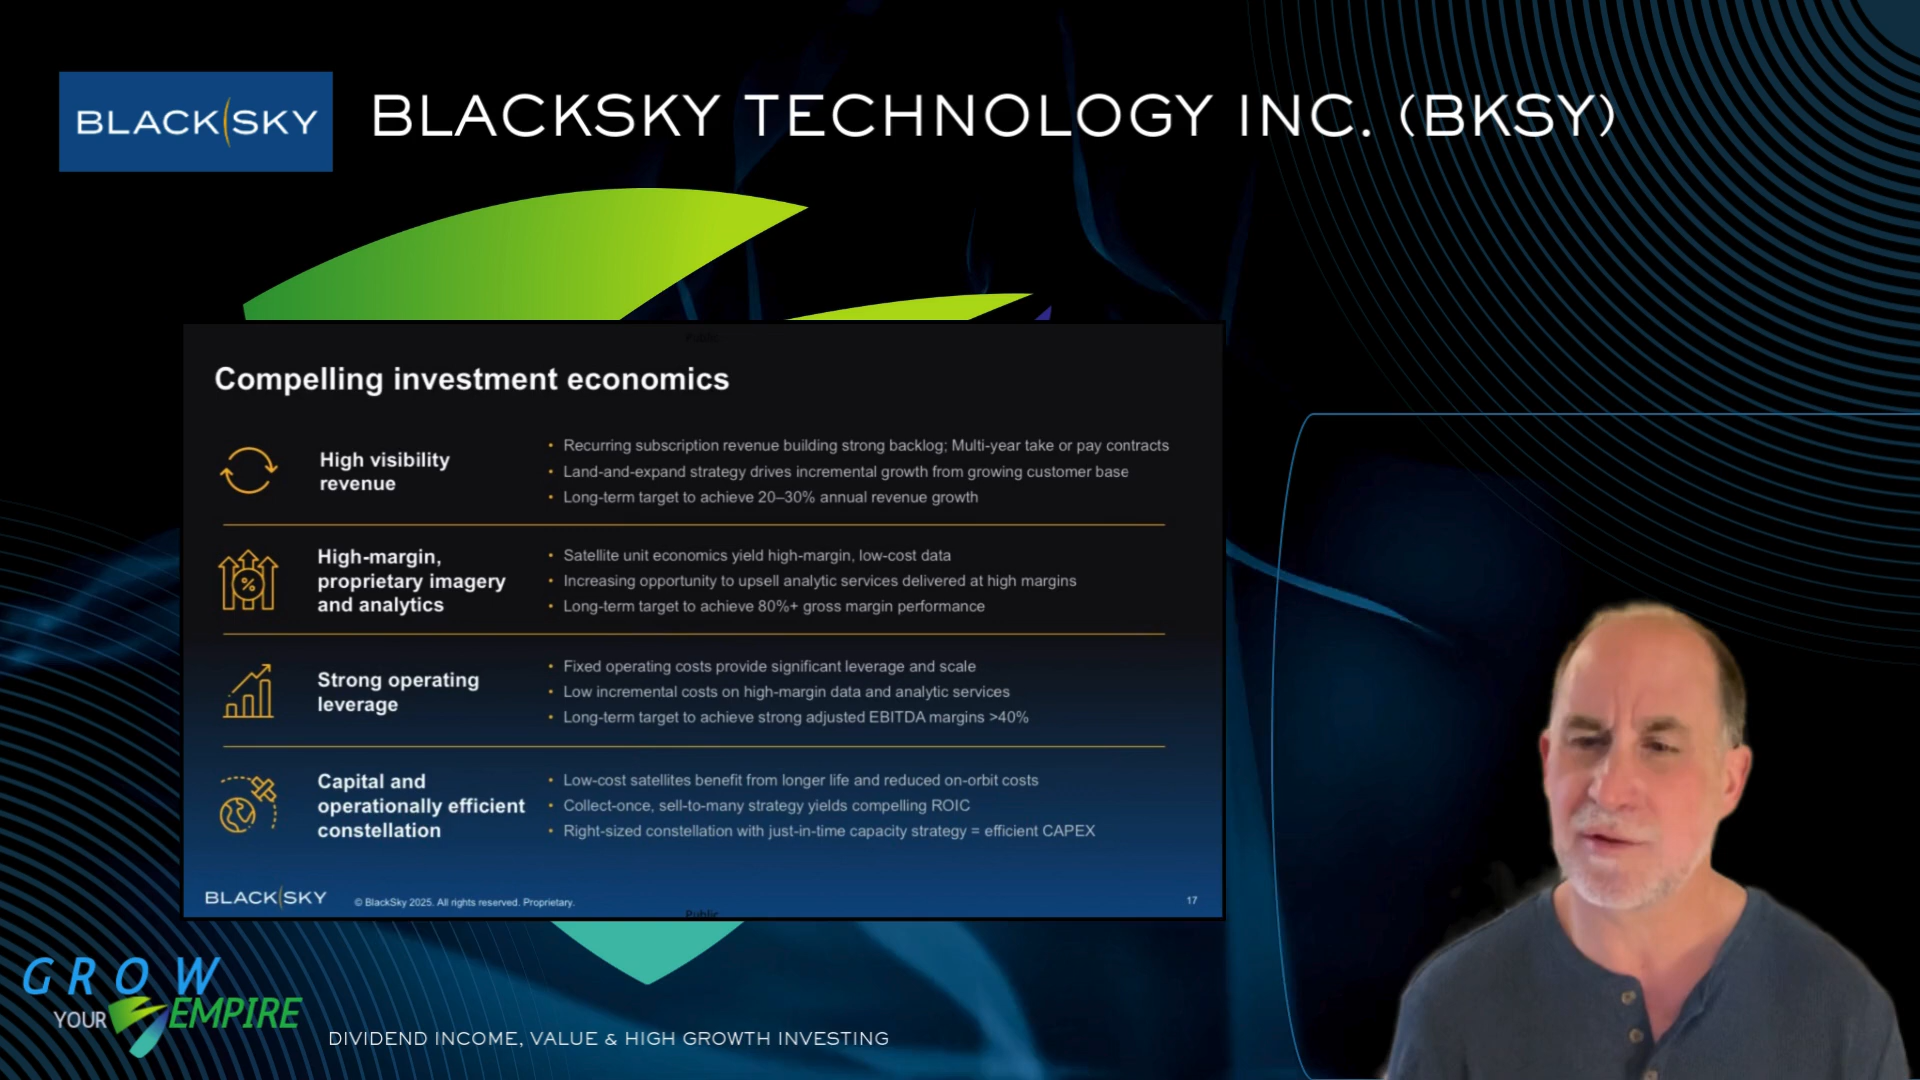 BLACK SKY
BLACKSKY TECHNOLOGY INC. (BKSY)
Public
Compelling investment economics
High visibility
revenue
• Recurring subscription revenue building strong backlog; Multi-year take or pay contracts
• Land-and-expand strategy drives incremental growth from growing customer base
• Long-term target to achieve 20–30% annual revenue growth
%
High-margin,
proprietary imagery
and analytics
• Satellite unit economics yield high-margin, low-cost data
• Increasing opportunity to upsell analytic services delivered at high margins
• Long-term target to achieve 80%+ gross margin performance
Strong operating
leverage
• Fixed operating costs provide significant leverage and scale
• Low incremental costs on high-margin data and analytic services
• Long-term target to achieve strong adjusted EBITDA margins >40%
Capital and
operationally efficient
constellation
• Low-cost satellites benefit from longer life and reduced on-orbit costs
• Collect-once, sell-to-many strategy yields compelling ROIC
• Right-sized constellation with just-in-time capacity strategy = efficient CAPEX
BLACK SKY
© BlackSky 2025. All rights reserved. Proprietary.
17
Public
GROW
YOUR EMPIRE
DIVIDEND INCOME, VALUE & HIGH GROWTH INVESTING